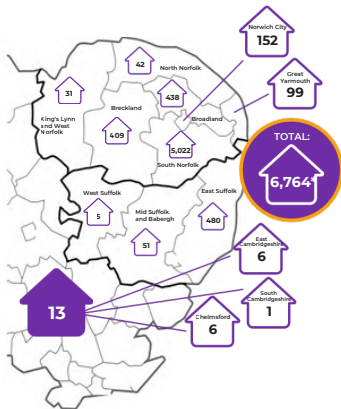 Norwich City
152
42
North Norfolk
Great
Yarmouth
99
31
438
Breckland
Broadland
King's Lynn
and West
Norfolk
409
5,022
South Norfolk
TOTAL:
6,764
West Suffolk
5
Mid Suffolk
and Babergh
51
East Suffolk
480
East
Cambridgeshire
6
13
South
Cambridgeshire
1
Chelmsford
6